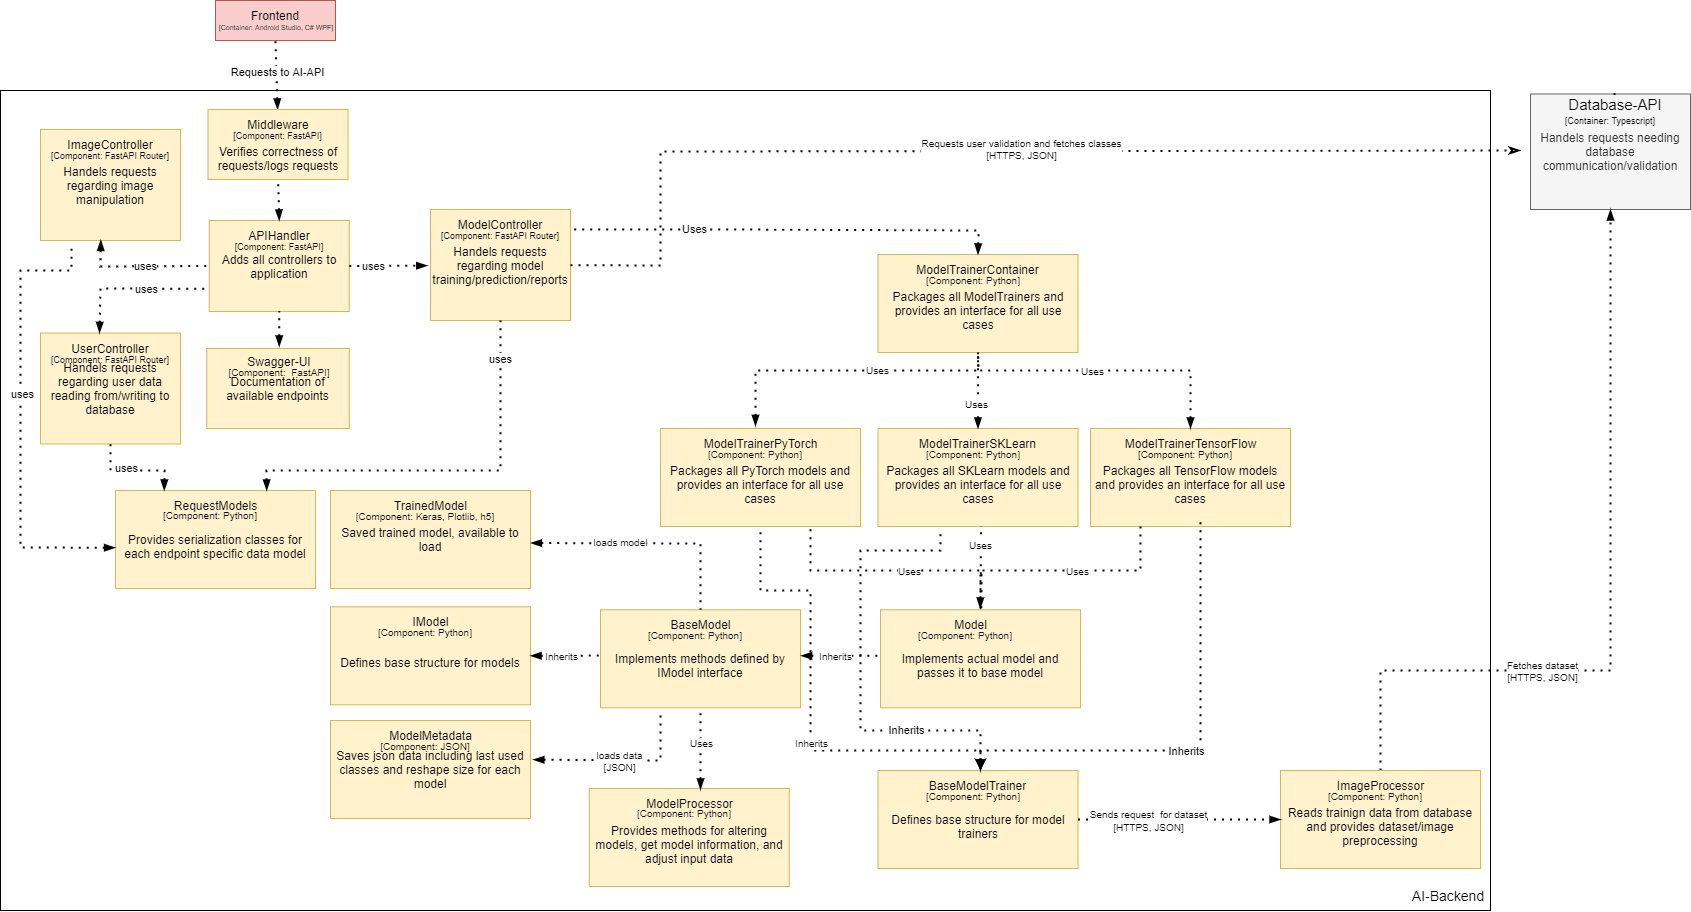 Frontend
[Container: Android Studio, C# WPF]
Requests to AI-API
Middleware
[Component: FastAPI]
Verifies correctness of
requests/logs requests
ImageController
[Component: FastAPI Router]
Handels requests
regarding image
manipulation
APIHandler
[Component: FastAPI]
Adds all controllers to
application
uses
uses
uses
ModelController
[Component: FastAPI Router]
Handels requests
regarding model
training/prediction/reports
Requests user validation and fetches classes
[HTTPS, JSON]
Uses
Database-API
[Container: Typescript]
Handels requests needing
database
communication/validation
ModelTrainerContainer
[Component: Python]
Packages all ModelTrainers and
provides an interface for all use
cases
UserController
[Component: FastAPI Router]
Handels requests
regarding user data
reading from/writing to
database
Swagger-UI
[Component: FastAPI]
Documentation of
available endpoints
uses
uses
uses
Uses
Uses
Uses
ModelTrainerPyTorch
[Component: Python]
Packages all PyTorch models and
provides an interface for all use
cases
ModelTrainerSKLearn
[Component: Python]
Packages all SKLearn models and
provides an interface for all use
cases
ModelTrainerTensorFlow
[Component: Python]
Packages all TensorFlow models
and provides an interface for all use
cases
RequestModels
[Component: Python]
Provides serialization classes for
each endpoint specific data model
TrainedModel
[Component: Keras, Plotlib, h5]
Saved trained model, available to
load
loads model
Uses
Uses
Uses
IModel
[Component: Python]
Defines base structure for models
Inherits
BaseModel
[Component: Python]
Implements methods defined by
IModel interface
Inherits
Model
[Component: Python]
Implements actual model and
passes it to base model
Fetches dataset
[HTTPS, JSON]
ModelMetadata
[Component: JSON]
Saves json data including last used
classes and reshape size for each
model
loads data
[JSON]
Uses
Inherits
Inherits
Inherits
ModelProcessor
[Component: Python]
Provides methods for altering
models, get model information, and
adjust input data
BaseModelTrainer
[Component: Python]
Defines base structure for model
trainers
Sends request for dataset
[HTTPS, JSON]
ImageProcessor
[Component: Python]
Reads trainign data from database
and provides dataset/image
preprocessing
AI-Backend